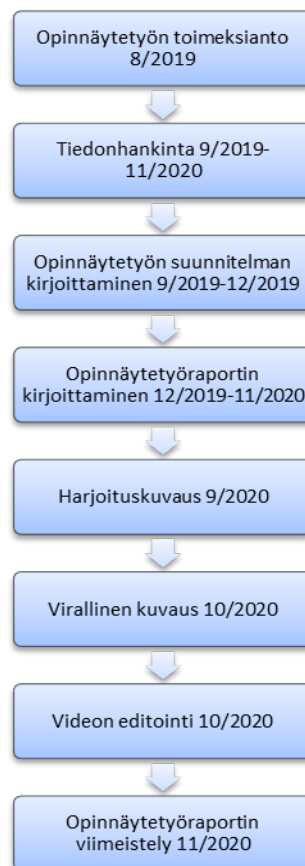 Opinnäytetyön toimeksianto
8/2019
Tiedonhankinta 9/2019-
11/2020
Opinnäytetyön suunnitelman
kirjoittaminen 9/2019-12/2019
Opinnäytetyöraportin
kirjoittaminen 12/2019-11/2020
Harjoituskuvaus 9/2020
Virallinen kuvaus 10/2020
Videon editointi 10/2020
Opinnäytetyöraportin
viimeistely 11/2020